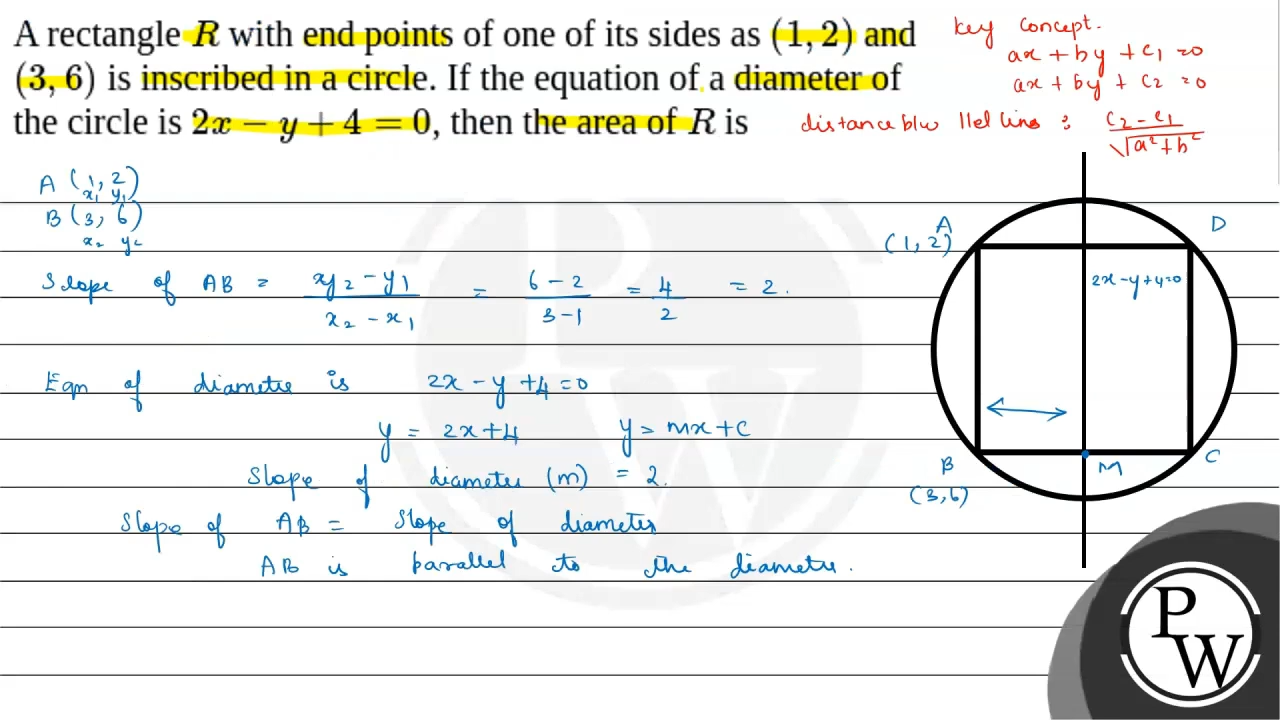 A rectangle R with end points of one of its sides as (1, 2) and
(3, 6) is inscribed in a circle. If the equation of a diameter of
the circle is 2x − y + 4 = 0, then the area of R is
key concept.
ax + by + c₁ = 0
ax + by + c₂ = 0
distance b/w llel lines : c₂ − c₁ / √a² + b²
A (1, 2)
x₁ y₁
B (3, 6)
x₂ y₂
Slope of AB = xy₂ − y₁ / x₂ − x₁ = 6 − 2 / 3 − 1 = 4 / 2 = 2.
Eqn of diameter is 2x − y + 4 = 0
y = 2x + 4 y = mx + c
Slope of diameter (m) = 2.
Slope of AB = Slope of diameter
AB is parallel to the diameter.
A
(1, 2)
D
2x − y + 4 = 0
B
(3, 6)
M
C
PW
P
W